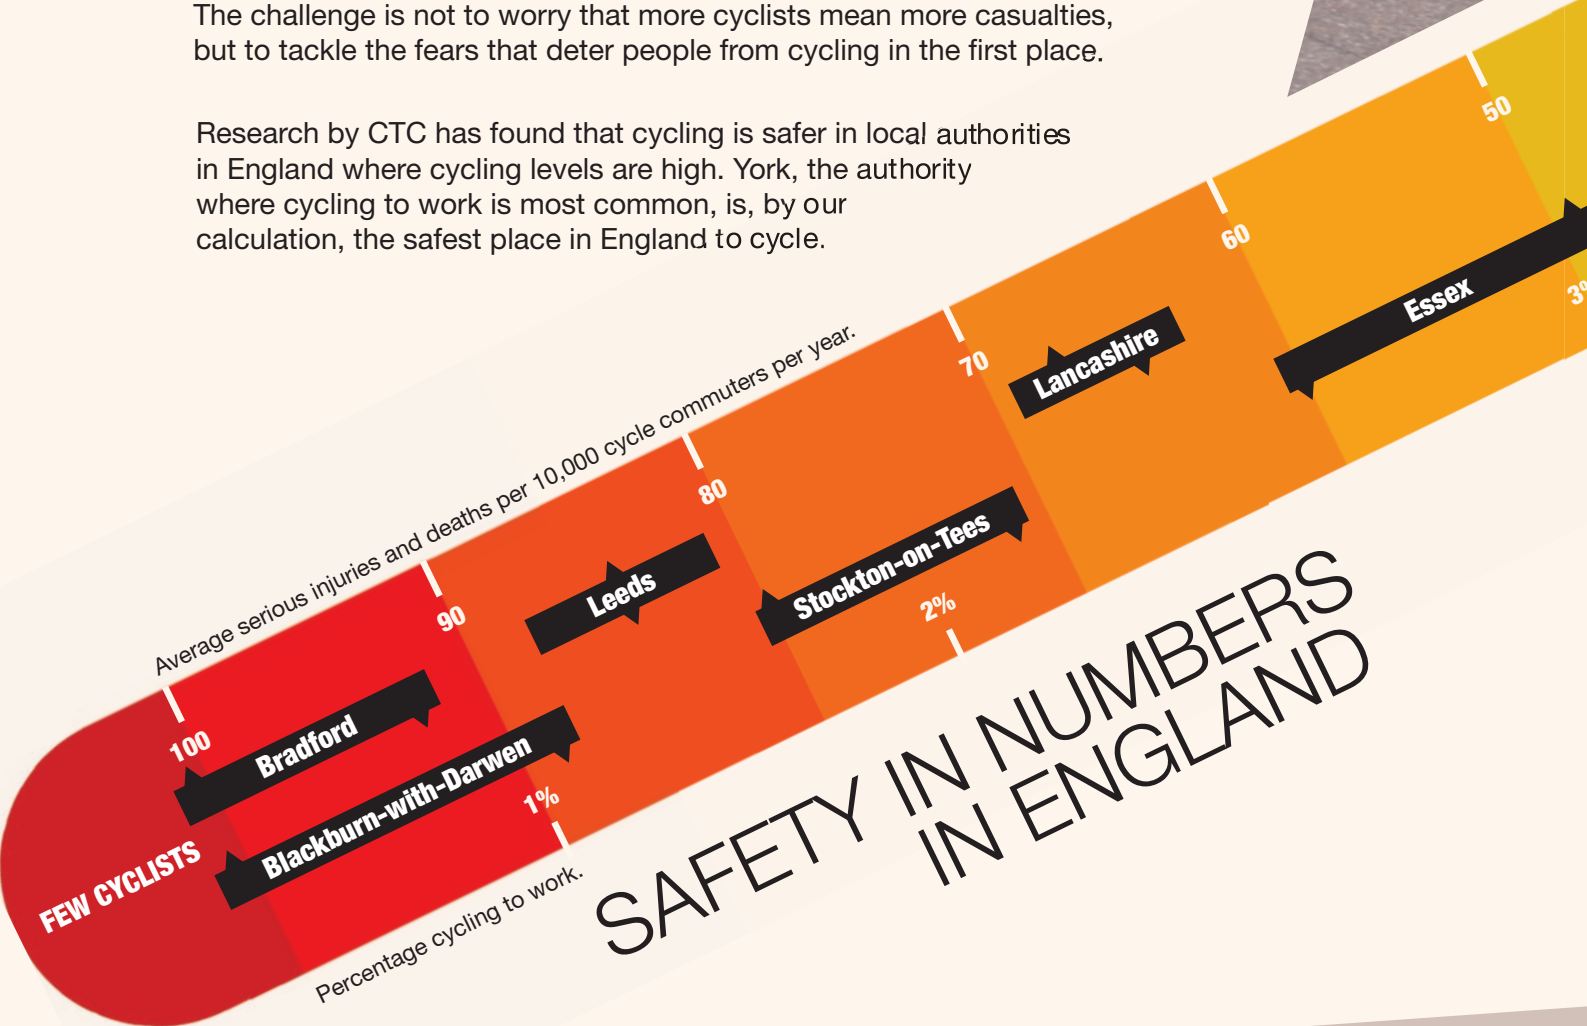 The challenge is not to worry that more cyclists mean more casualties,
but to tackle the fears that deter people from cycling in the first place.
Research by CTC has found that cycling is safer in local authorities
in England where cycling levels are high. York, the authority
where cycling to work is most common, is, by our
calculation, the safest place in England to cycle.
Average serious injuries and deaths per 10,000 cycle commuters per year.
100
90
80
70
60
50
Bradford
Leeds
Lancashire
Essex
Blackburn-with-Darwen
Stockton-on-Tees
FEW CYCLISTS
1%
2%
Percentage cycling to work.
SAFETY IN NUMBERS
IN ENGLAND